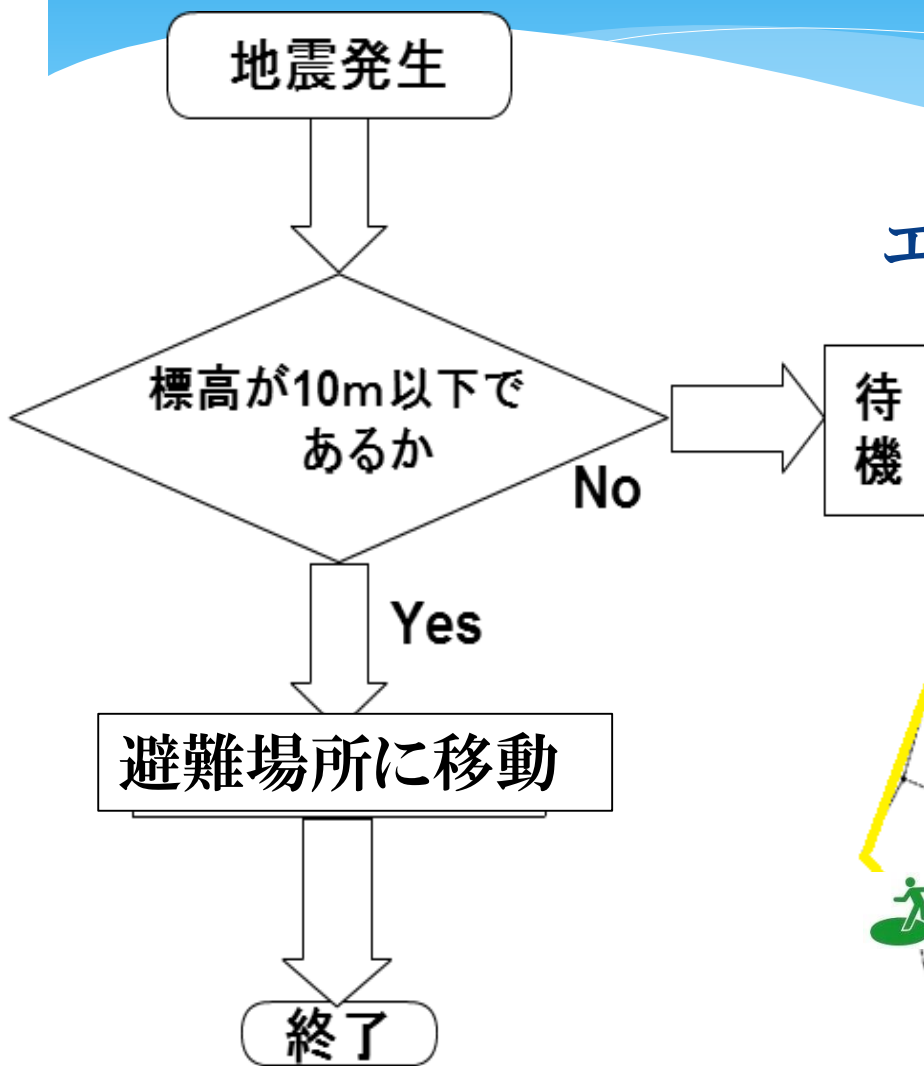 地震発生
エ
標高が10m以下で
あるか
No
待
機
Yes
避難場所に移動
終了